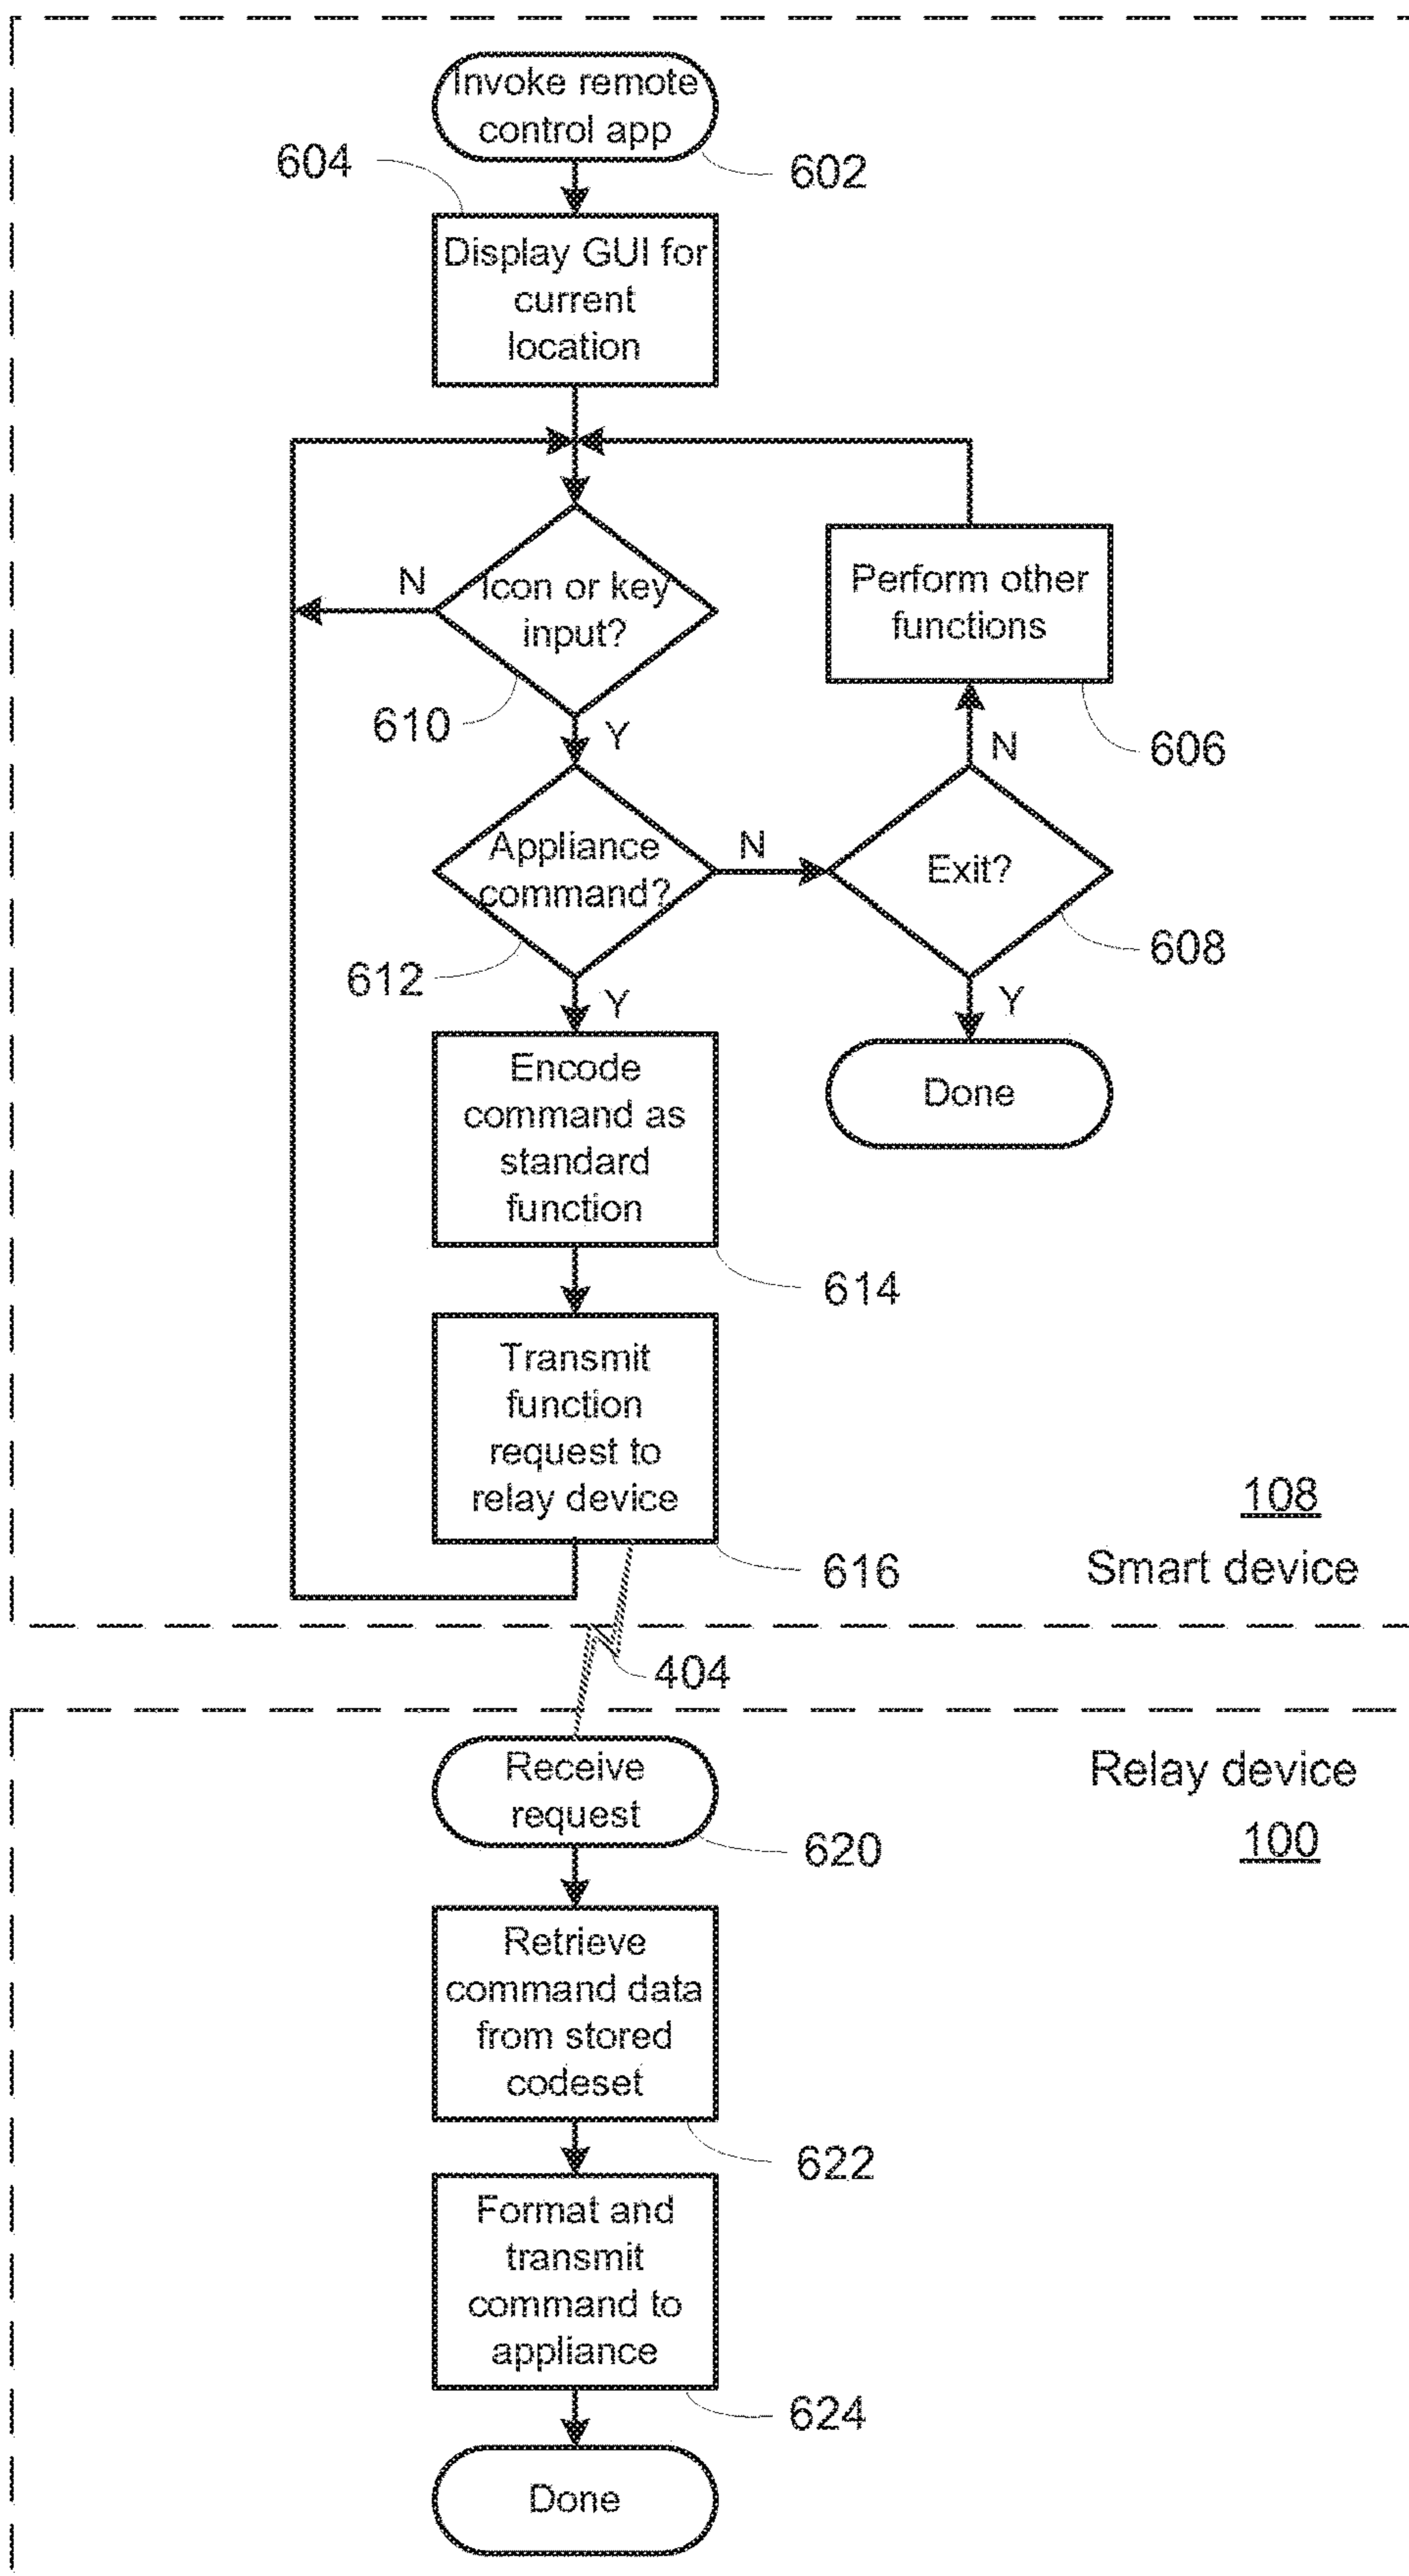 Invoke remote
control app
604
602
Display GUI for
current
location
N
Icon or key
input?
Perform other
functions
610
Y
N
606
Appliance
command?
N
Exit?
612
608
Y
Y
Encode
command as
standard
function
Done
614
Transmit
function
request to
relay device
108
616
Smart device
404
Receive
request
Relay device
620
100
Retrieve
command data
from stored
codeset
622
Format and
transmit
command to
appliance
624
Done